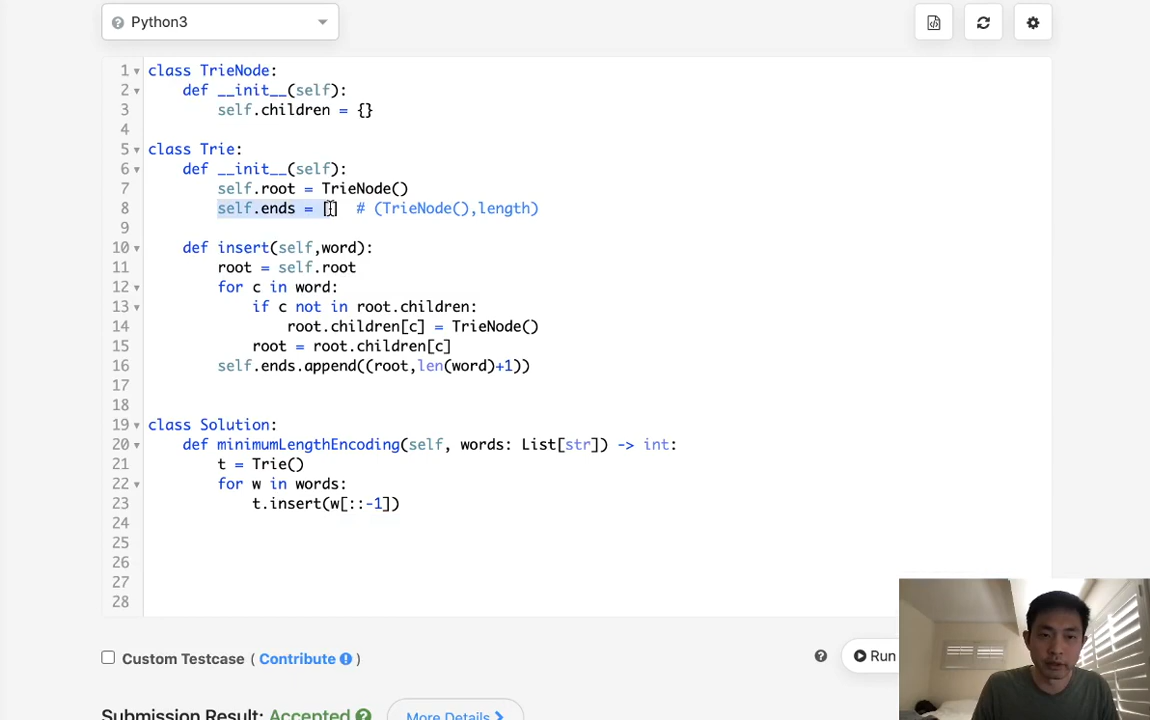 Python3
1 class TrieNode:
2 def __init__(self):
3 self.children = {}
4
5 class Trie:
6 def __init__(self):
7 self.root = TrieNode()
8 self.ends = [] # (TrieNode(),length)
9
10 def insert(self,word):
11 root = self.root
12 for c in word:
13 if c not in root.children:
14 root.children[c] = TrieNode()
15 root = root.children[c]
16 self.ends.append((root,len(word)+1))
17
18
19 class Solution:
20 def minimumLengthEncoding(self, words: List[str]) -> int:
21 t = Trie()
22 for w in words:
23 t.insert(w[::-1])
24
25
26
27
28
Custom Testcase ( Contribute )
Run
Submission Result: Accepted
More Details